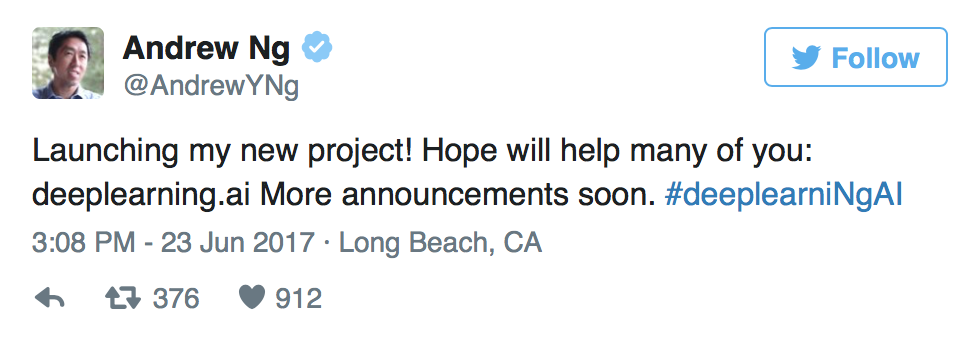 Andrew Ng
@AndrewYNg
Follow
Launching my new project! Hope will help many of you:
deeplearning.ai More announcements soon. #deeplearniNgAI
3:08 PM - 23 Jun 2017 · Long Beach, CA
376 912